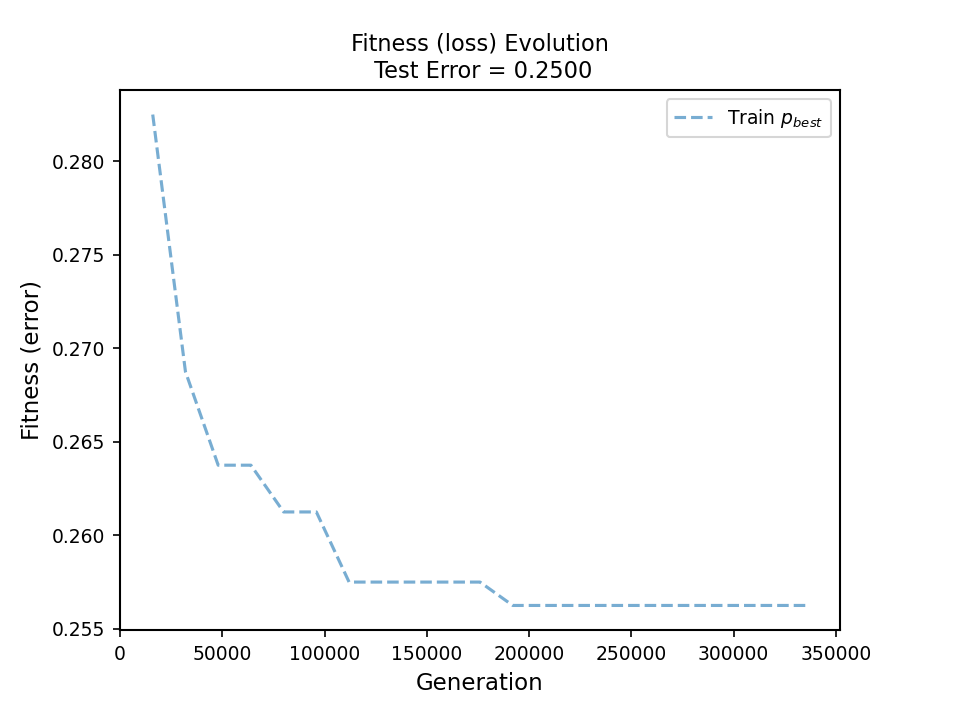 Fitness (loss) Evolution
Test Error = 0.2500
Train p_best
Fitness (error)
0.280
0.275
0.270
0.265
0.260
0.255
0 50000 100000 150000 200000 250000 300000 350000
Generation